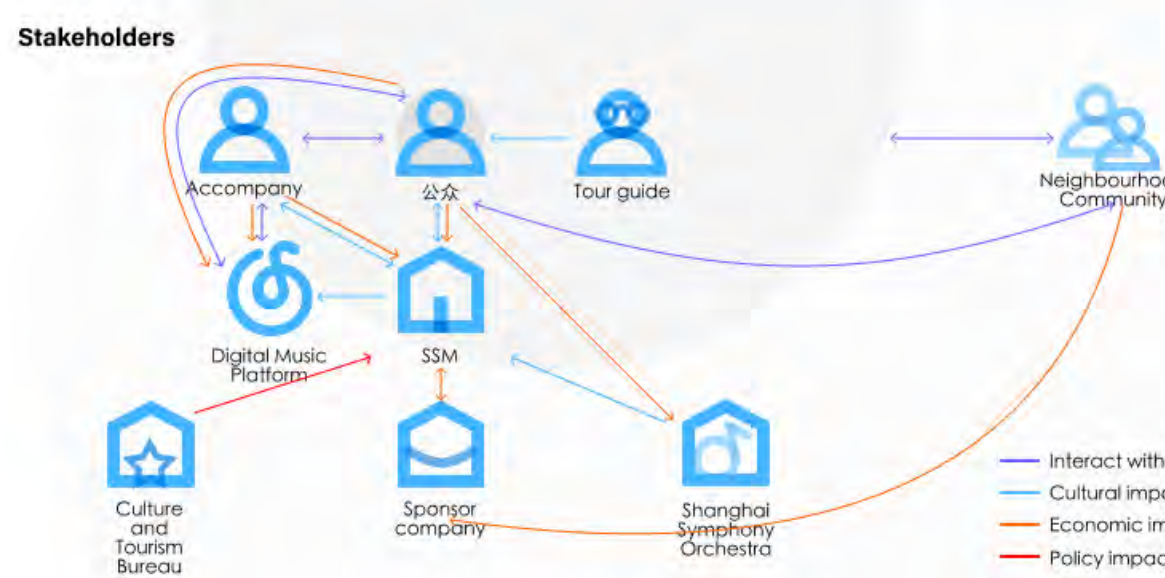 Stakeholders
Accompany
公众
Tour guide
Neighbourhoo
Community
Digital Music
Platform
SSM
Culture
and
Tourism
Bureau
Sponsor
company
Shanghai
Symphony
Orchestra
Interact with
Cultural impa
Economic im
Policy impac